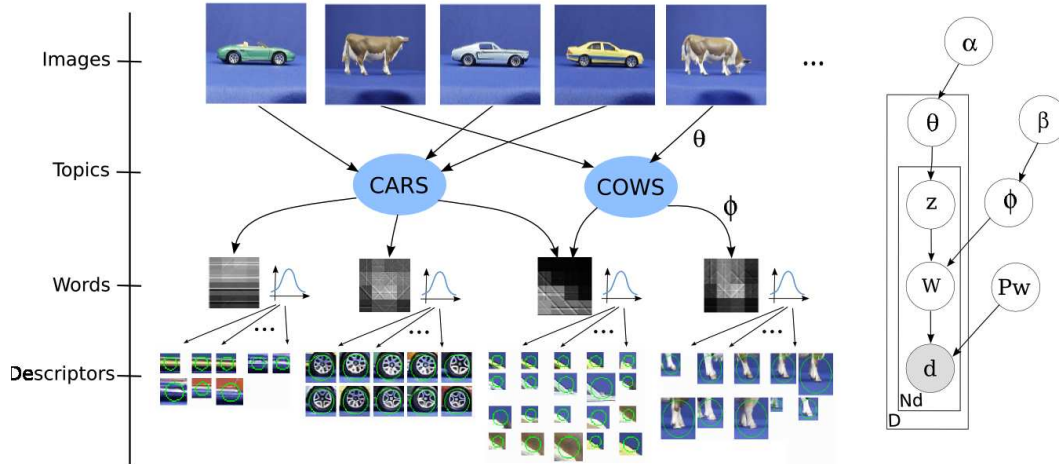 Images
...
Topics
CARS
COWS
θ
ϕ
Words
...
...
...
...
Descriptors
α
θ
β
z
ϕ
w
Pw
d
Nd
D